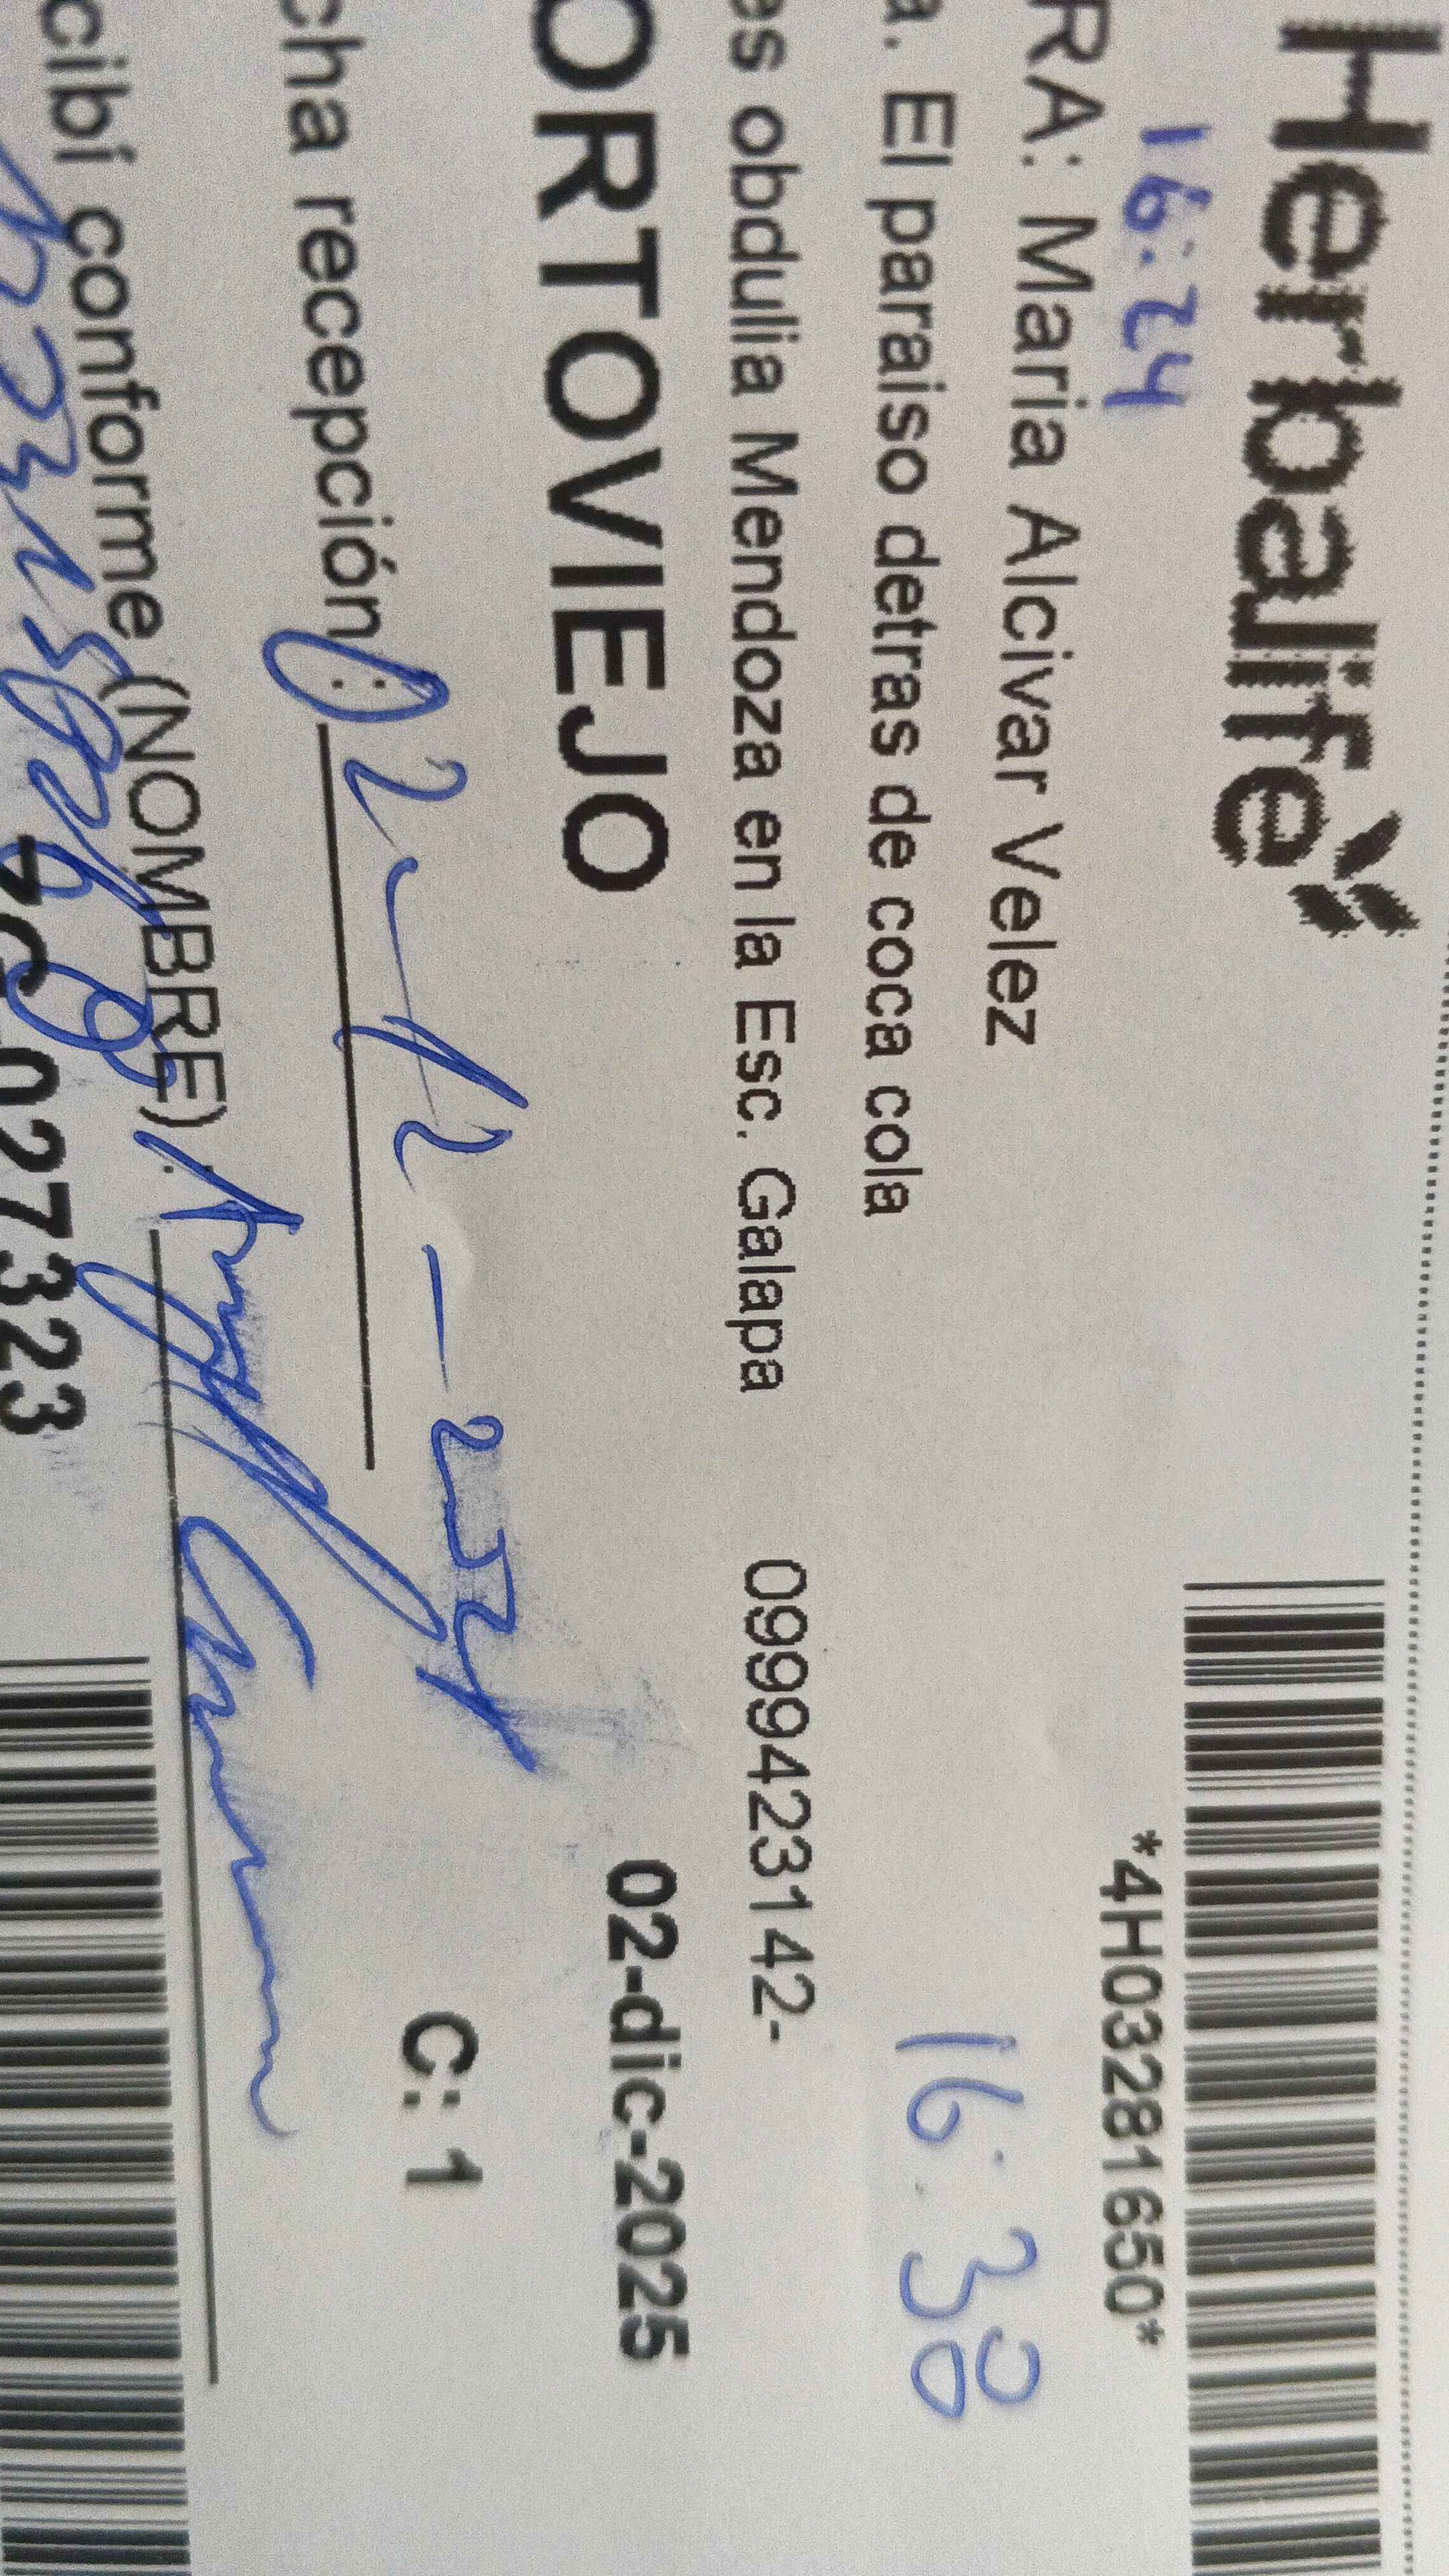 Herbalife
*4H03281650*
16:24
RA: Maria Alcivar Velez
a. El paraiso detras de coca cola
16:38
es obdulia Mendoza en la Esc. Galapa 0999423142-
ORTOVIEJO
02-dic-2025
cha recepción: 02-12-2024
C: 1
cibí conforme (NOMBRE):
027323